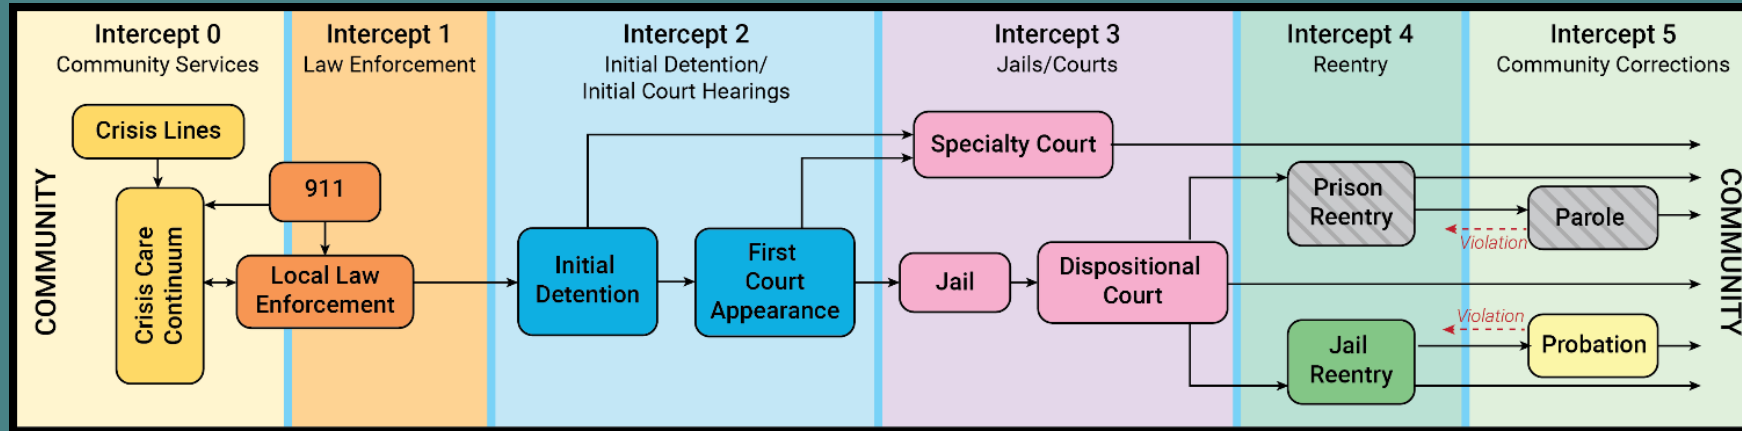 Intercept 0
Community Services
Intercept 1
Law Enforcement
Intercept 2
Initial Detention/
Initial Court Hearings
Intercept 3
Jails/Courts
Intercept 4
Reentry
Intercept 5
Community Corrections
COMMUNITY
Crisis Lines
Crisis Care
Continuum
911
Local Law
Enforcement
Initial
Detention
First
Court
Appearance
Specialty Court
Jail
Dispositional
Court
Prison
Reentry
Parole
Violation
Jail
Reentry
Violation
Probation
COMMUNITY